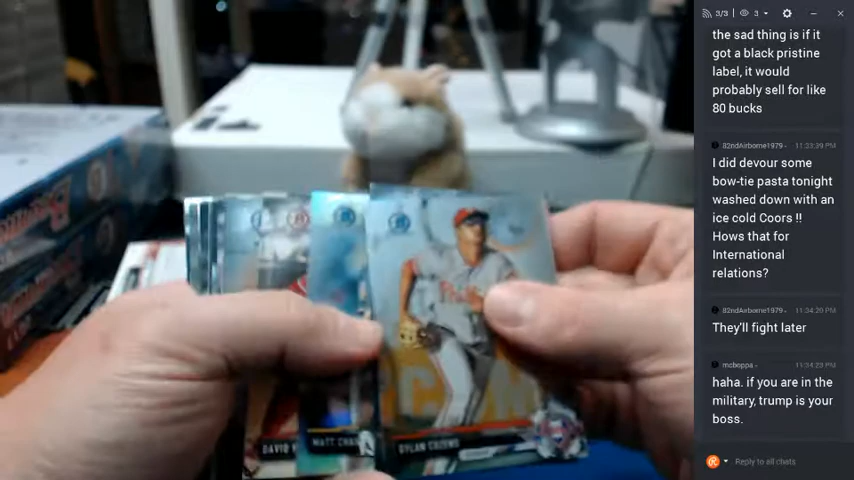 3/3 3
the sad thing is if it
got a black pristine
label, it would
probably sell for like
80 bucks
82ndAirborne1979 - 11:33:39 PM
I did devour some
bow-tie pasta tonight
washed down with an
ice cold Coors !!
Hows that for
International
relations?
82ndAirborne1979 - 11:34:20 PM
They'll fight later
mcboppa - 11:34:23 PM
haha. if you are in the
military, trump is your
boss.
Reply to all chats
Phillies
DAVID
MATT CHA
DYLAN COZENS